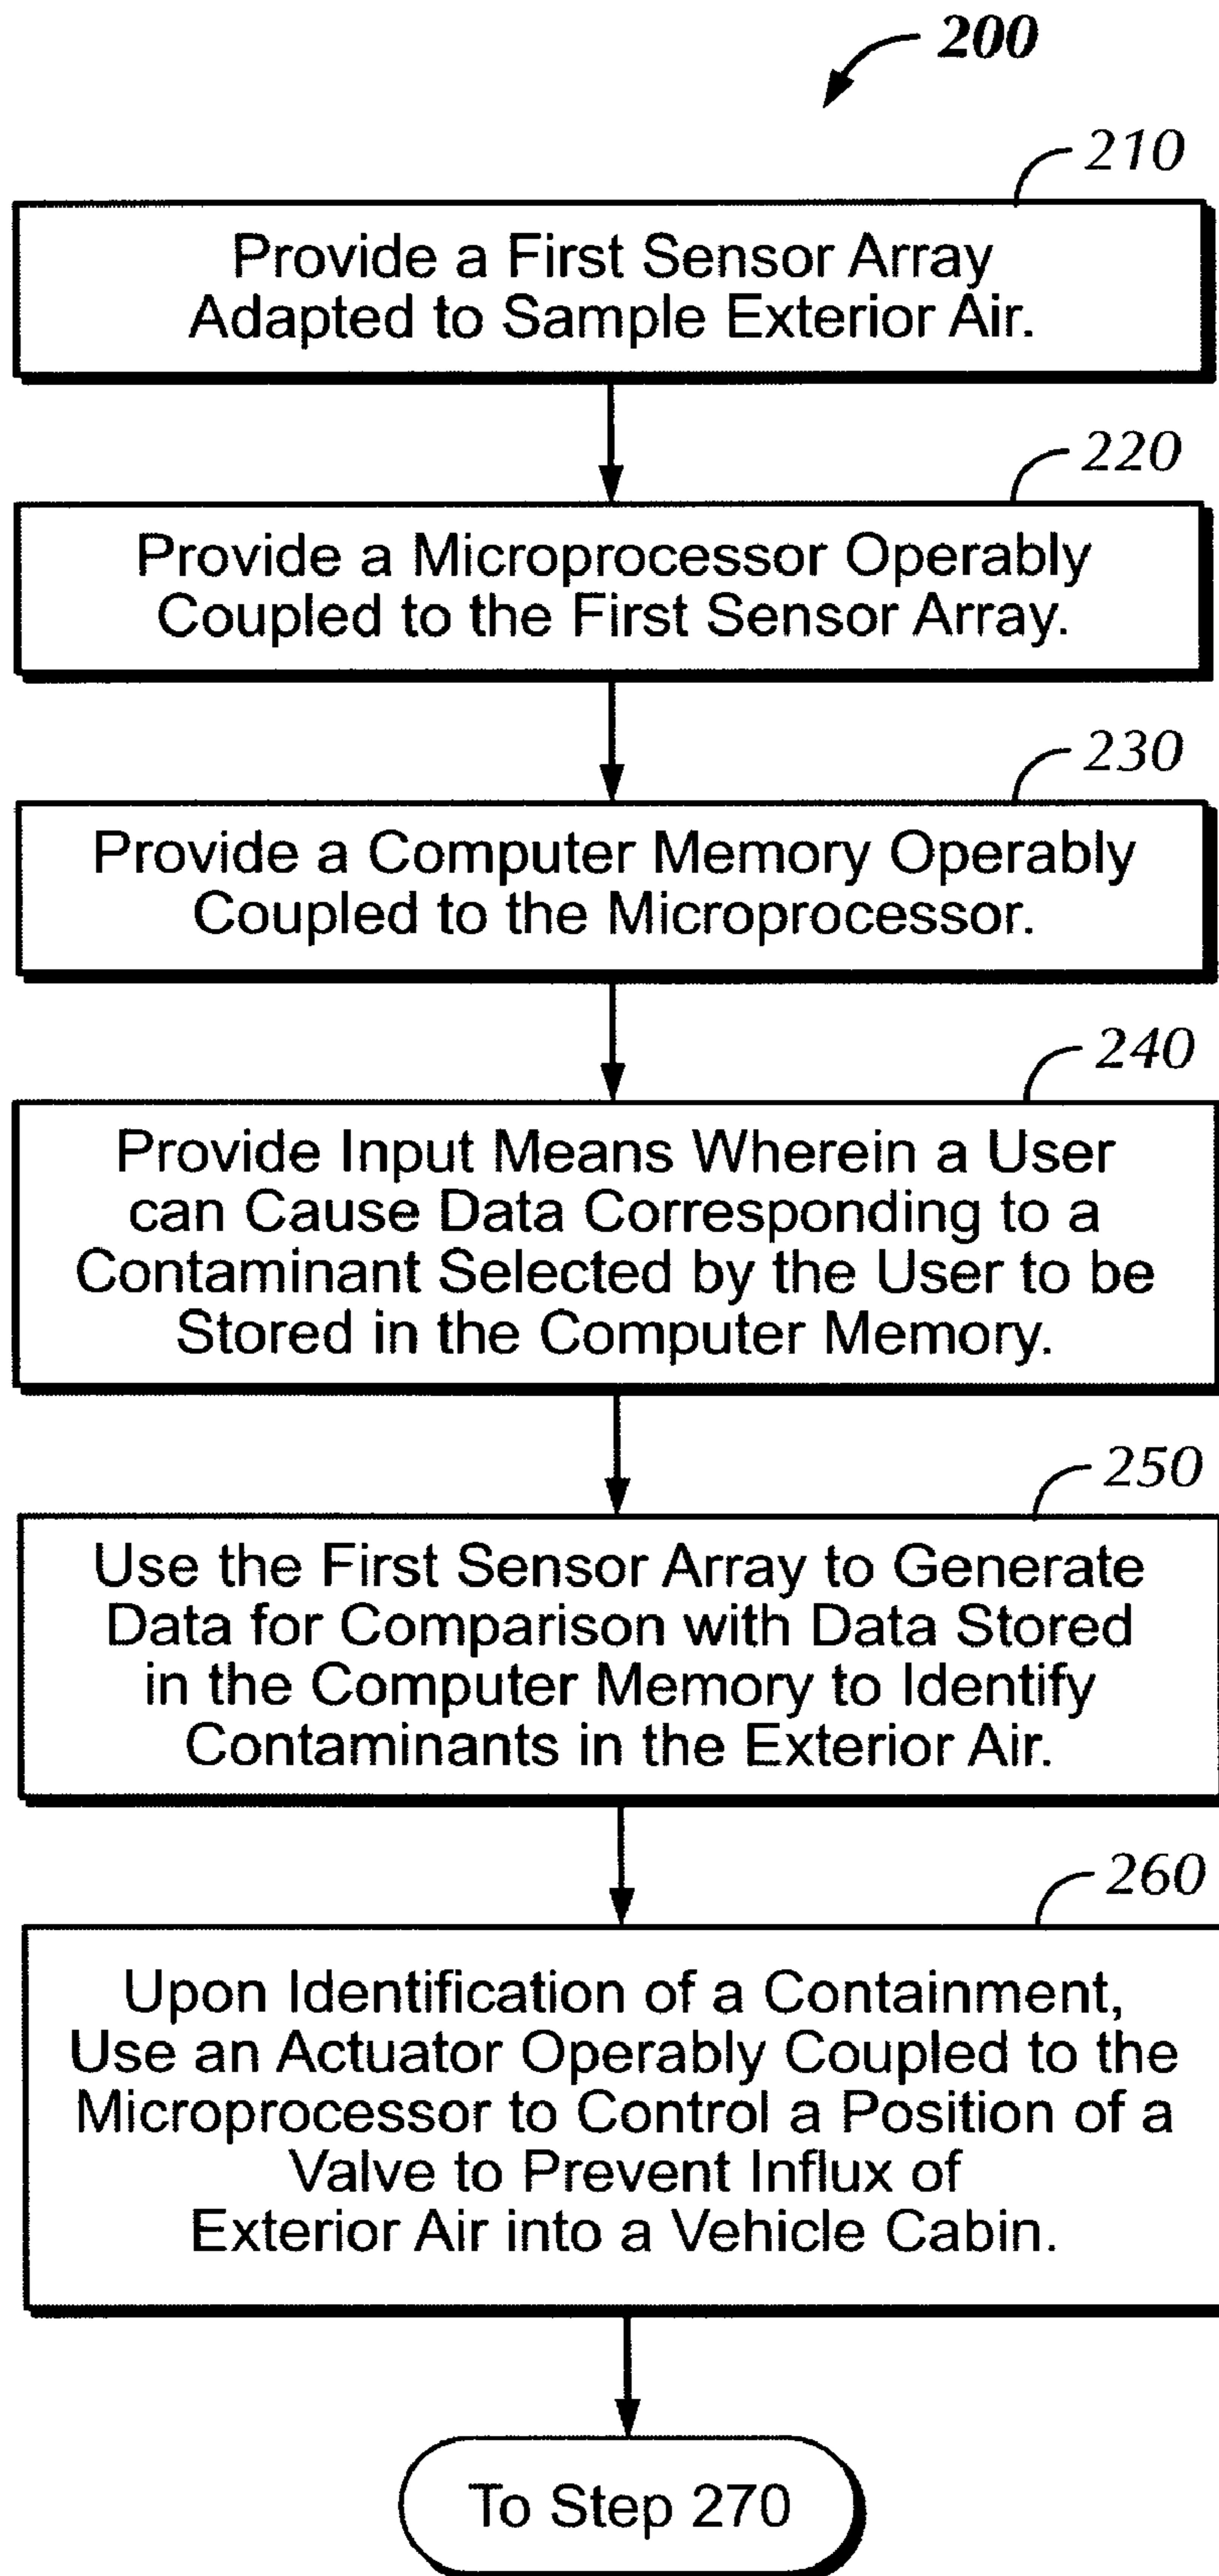 200
210
Provide a First Sensor Array
Adapted to Sample Exterior Air.
220
Provide a Microprocessor Operably
Coupled to the First Sensor Array.
230
Provide a Computer Memory Operably
Coupled to the Microprocessor.
240
Provide Input Means Wherein a User
can Cause Data Corresponding to a
Contaminant Selected by the User to be
Stored in the Computer Memory.
250
Use the First Sensor Array to Generate
Data for Comparison with Data Stored
in the Computer Memory to Identify
Contaminants in the Exterior Air.
260
Upon Identification of a Containment,
Use an Actuator Operably Coupled to the
Microprocessor to Control a Position of a
Valve to Prevent Influx of
Exterior Air into a Vehicle Cabin.
To Step 270